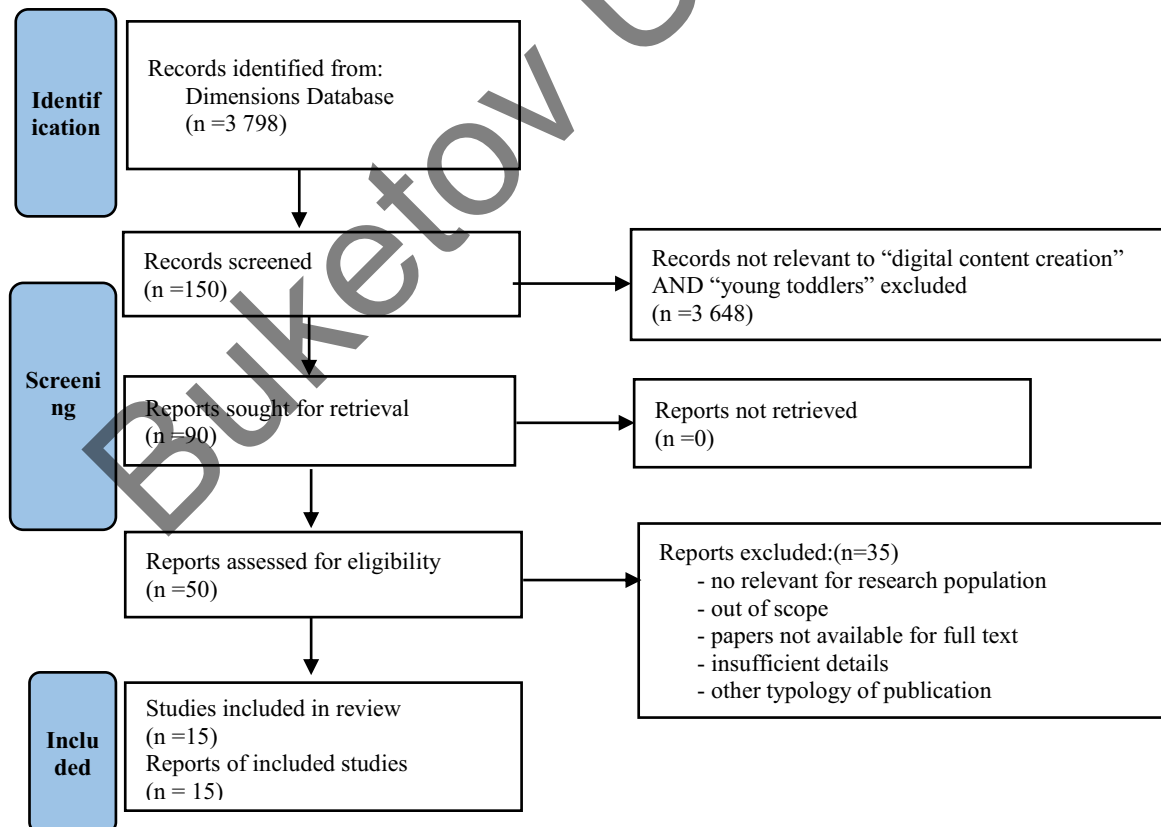 Identif
ication
Records identified from:
Dimensions Database
(n =3 798)
Records screened
(n =150)
Records not relevant to “digital content creation”
AND “young toddlers” excluded
(n =3 648)
Screeni
ng
Reports sought for retrieval
(n =90)
Reports not retrieved
(n =0)
Reports assessed for eligibility
(n =50)
Reports excluded:(n=35)
- no relevant for research population
- out of scope
- papers not available for full text
- insufficient details
- other typology of publication
Inclu
ded
Studies included in review
(n =15)
Reports of included studies
(n = 15)
Buketov